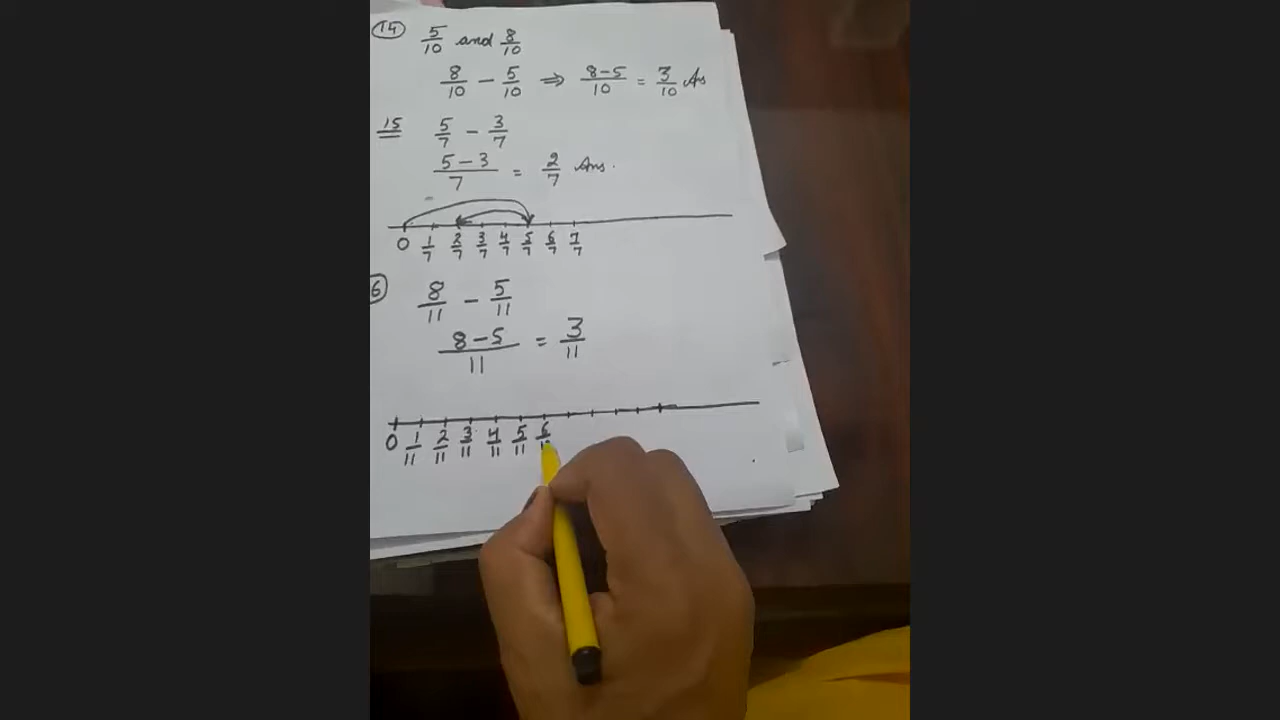 14 5/10 and 8/10
8/10 - 5/10 ⇒ 8-5/10 = 3/10 Ans
15 5/7 - 3/7
5-3/7 = 2/7 Ans.
0 1/7 2/7 3/7 4/7 5/7 6/7 7/7
6 8/11 - 5/11
8-5/11 = 3/11
0 1/11 2/11 3/11 4/11 5/11 6/